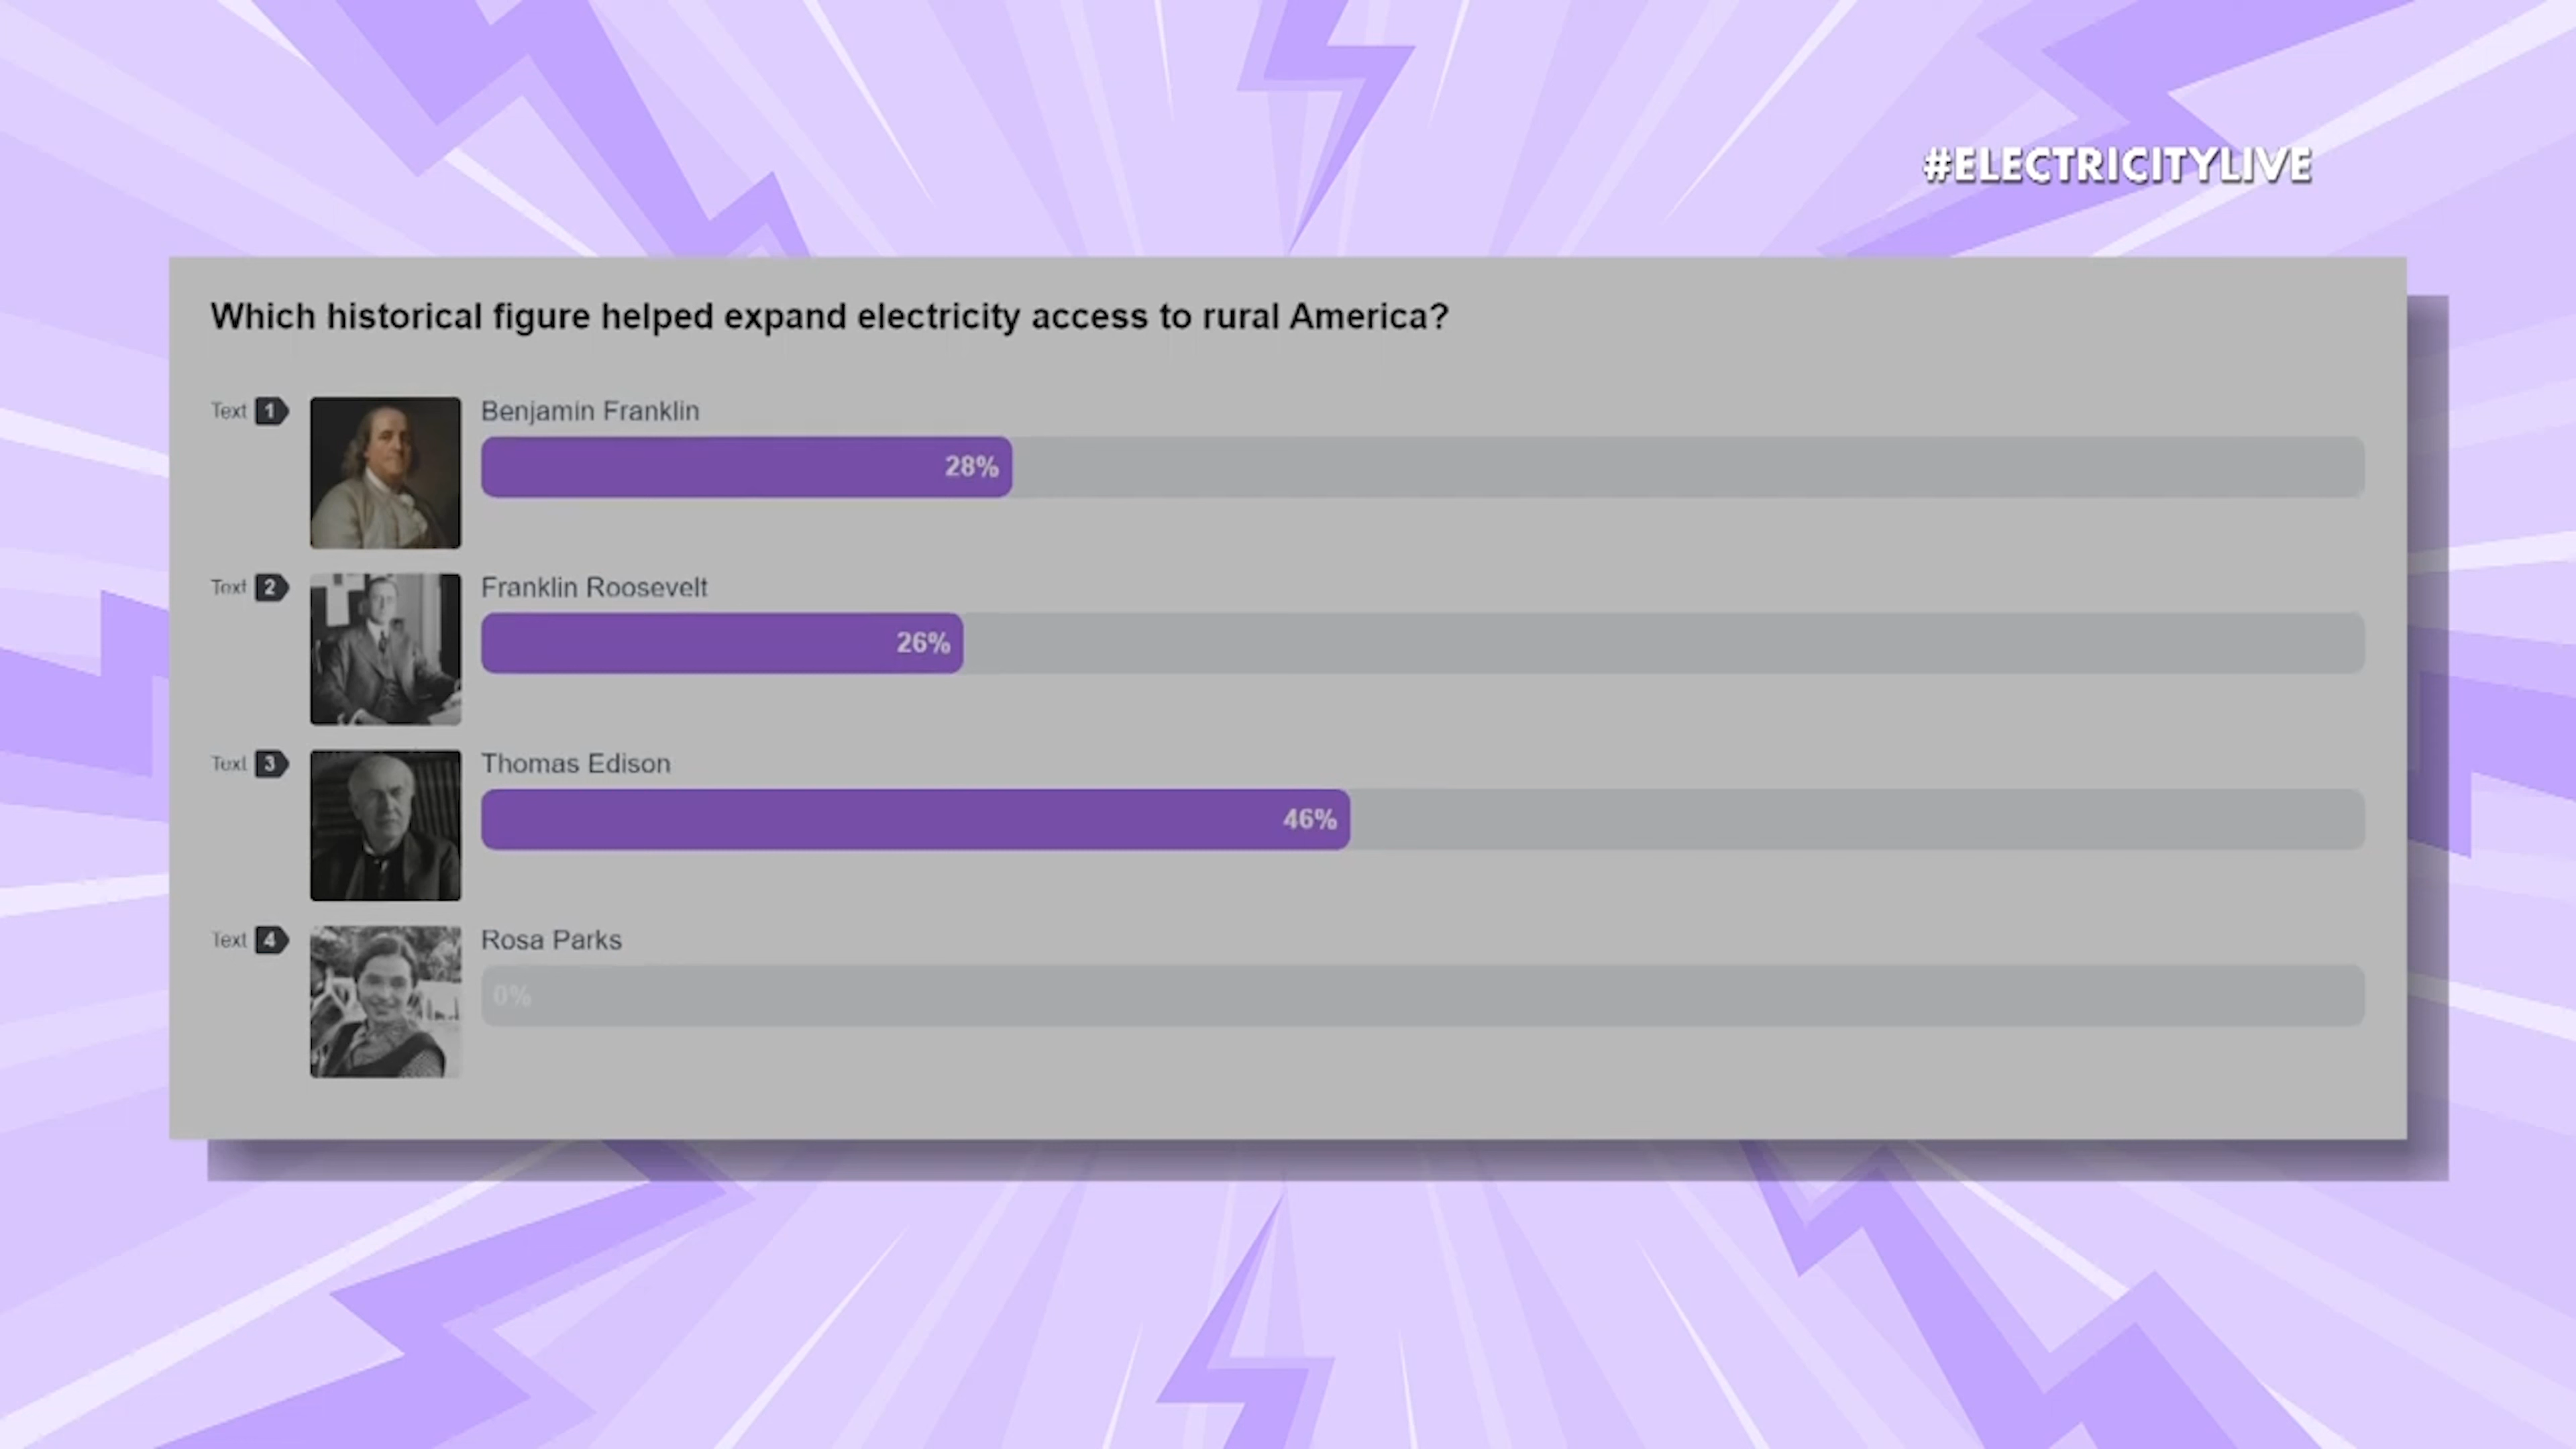 #ELECTRICITYLIVE
Which historical figure helped expand electricity access to rural America?
Text 1 Benjamin Franklin
28%
Text 2 Franklin Roosevelt
26%
Text 3 Thomas Edison
46%
Text 4 Rosa Parks
0%